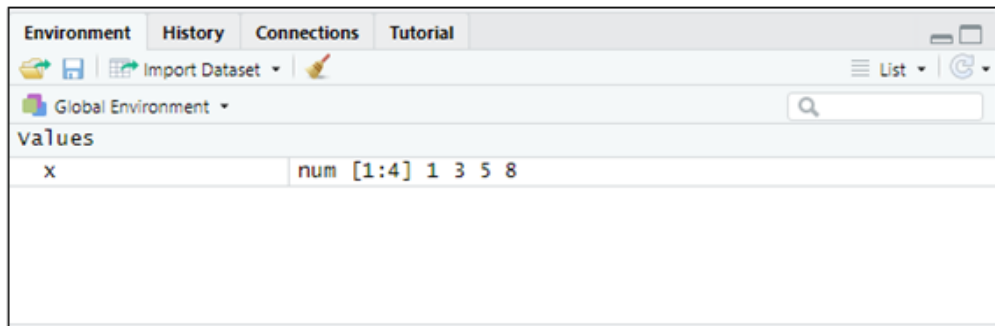 Environment History Connections Tutorial
Import Dataset List
Global Environment
Values
x num [1:4] 1 3 5 8